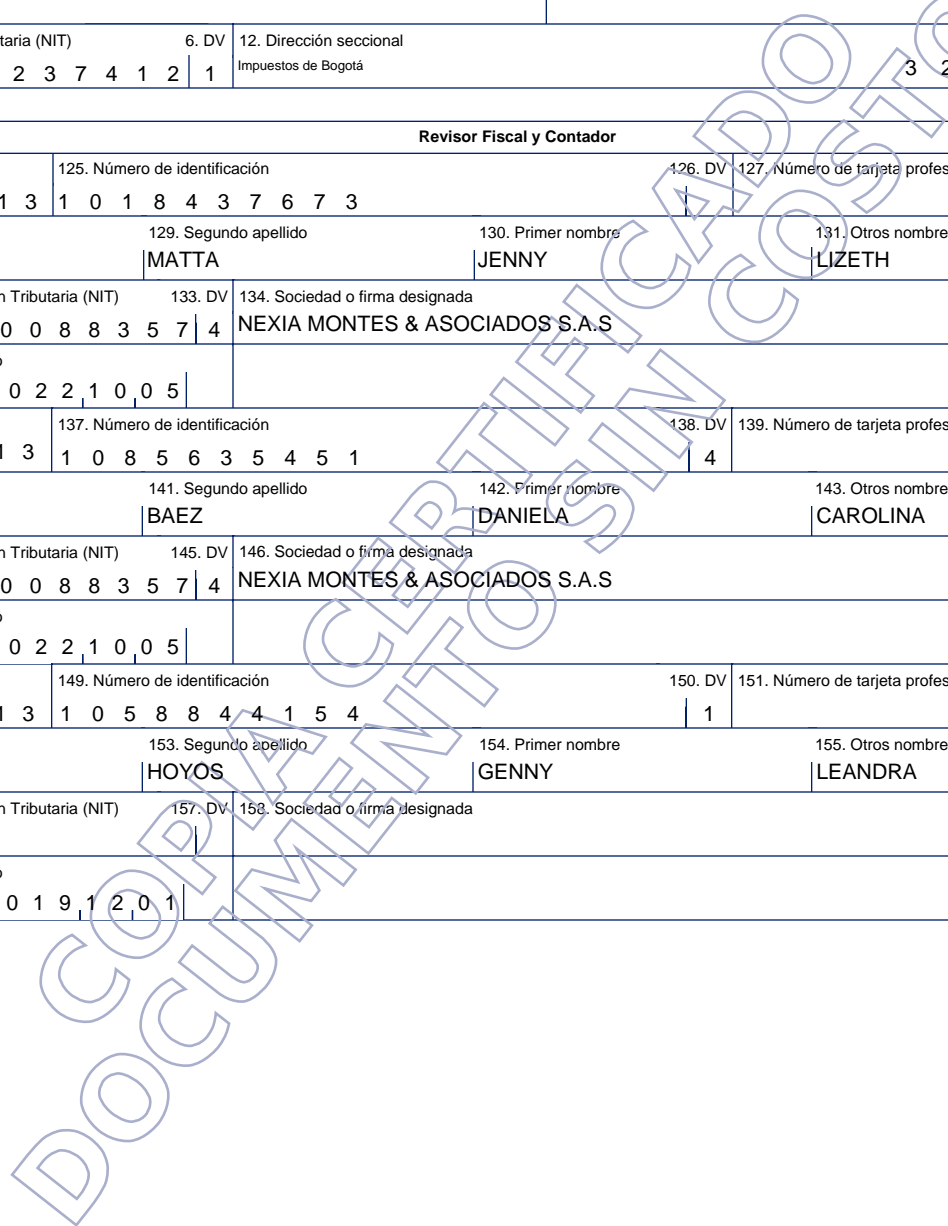 taria (NIT) 6. DV 12. Dirección seccional
2 3 7 4 1 2 1 Impuestos de Bogotá 3 2
Revisor Fiscal y Contador
125. Número de identificación 126. DV 127. Número de tarjeta profes
1 3 1 0 1 8 4 3 7 6 7 3
129. Segundo apellido 130. Primer nombre 131. Otros nombre
MATTA JENNY LIZETH
n Tributaria (NIT) 133. DV 134. Sociedad o firma designada
0 0 8 8 3 5 7 4 NEXIA MONTES & ASOCIADOS S.A.S
o
0 2 2 1 0 0 5
137. Número de identificación 138. DV 139. Número de tarjeta profes
1 3 1 0 8 5 6 3 5 4 5 1 4
141. Segundo apellido 142. Primer nombre 143. Otros nombre
BAEZ DANIELA CAROLINA
n Tributaria (NIT) 145. DV 146. Sociedad o firma designada
0 0 8 8 3 5 7 4 NEXIA MONTES & ASOCIADOS S.A.S
o
0 2 2 1 0 0 5
149. Número de identificación 150. DV 151. Número de tarjeta profes
1 3 1 0 5 8 8 4 4 1 5 4 1
153. Segundo apellido 154. Primer nombre 155. Otros nombre
HOYOS GENNY LEANDRA
n Tributaria (NIT) 157. DV 158. Sociedad o firma designada
o
0 1 9 1 2 0 1
COPIA CERTIFICADO
DOCUMENTO SIN COSTO